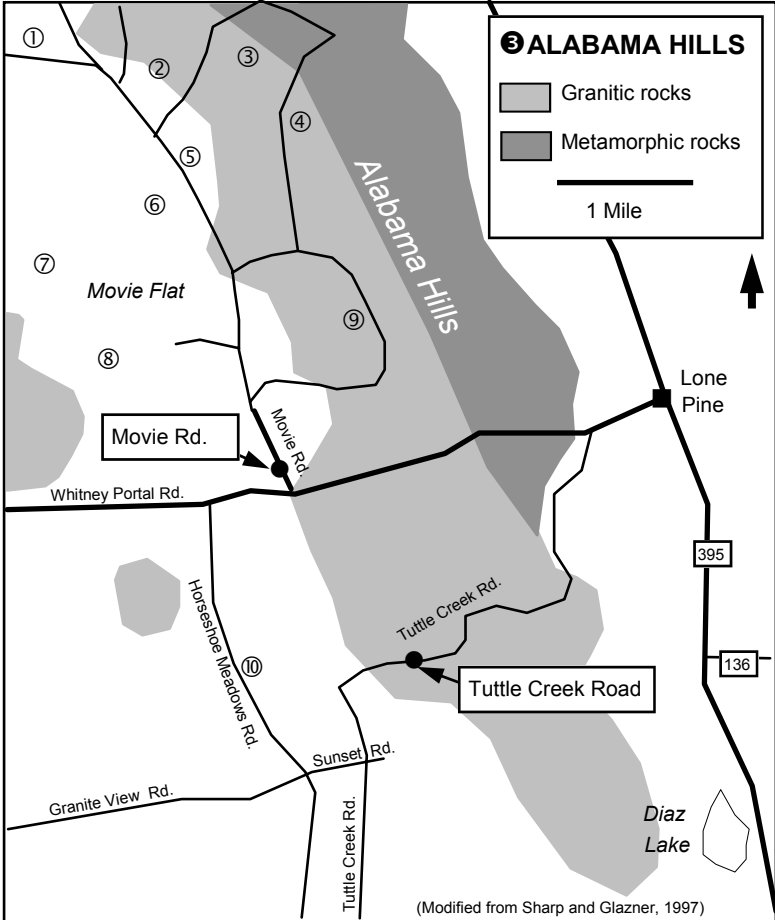 ❸ALABAMA HILLS
Granitic rocks
Metamorphic rocks
1 Mile
①
②
③
④
⑤
⑥
⑦
Movie Flat
Alabama Hills
⑧
⑨
Lone
Pine
Movie Rd.
Movie Rd.
Whitney Portal Rd.
395
Horseshoe Meadows Rd.
Tuttle Creek Rd.
⑩
136
Tuttle Creek Road
Sunset Rd.
Granite View Rd.
Tuttle Creek Rd.
Diaz
Lake
(Modified from Sharp and Glazner, 1997)